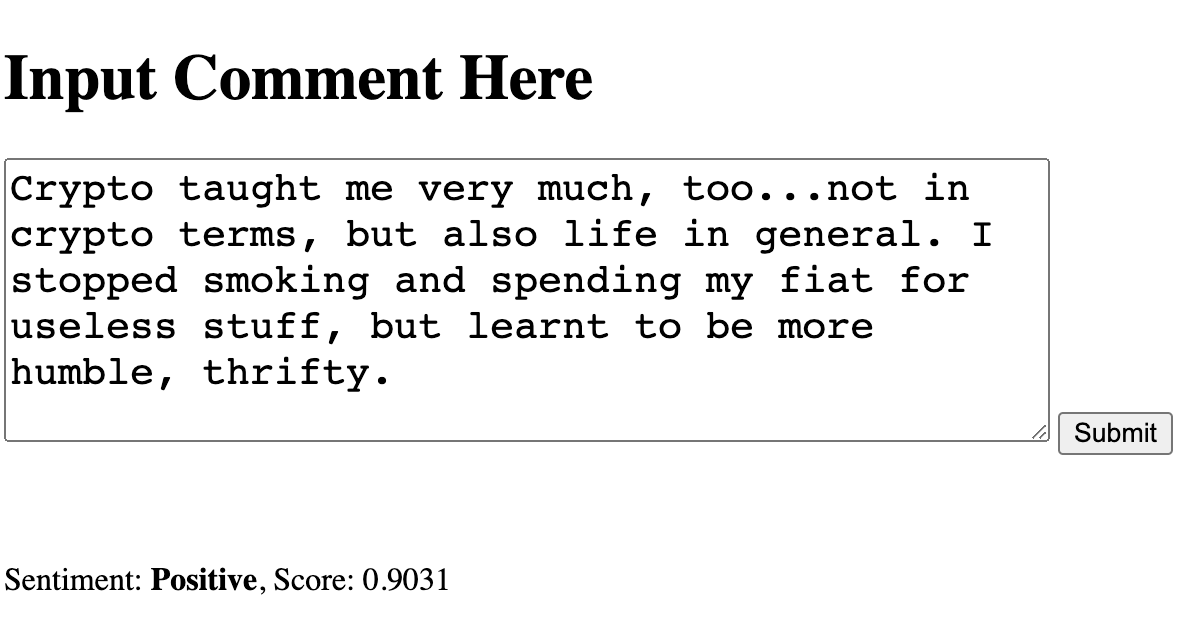 Input Comment Here
Crypto taught me very much, too...not in
crypto terms, but also life in general. I
stopped smoking and spending my fiat for
useless stuff, but learnt to be more
humble, thrifty.
Submit
Sentiment: Positive, Score: 0.9031